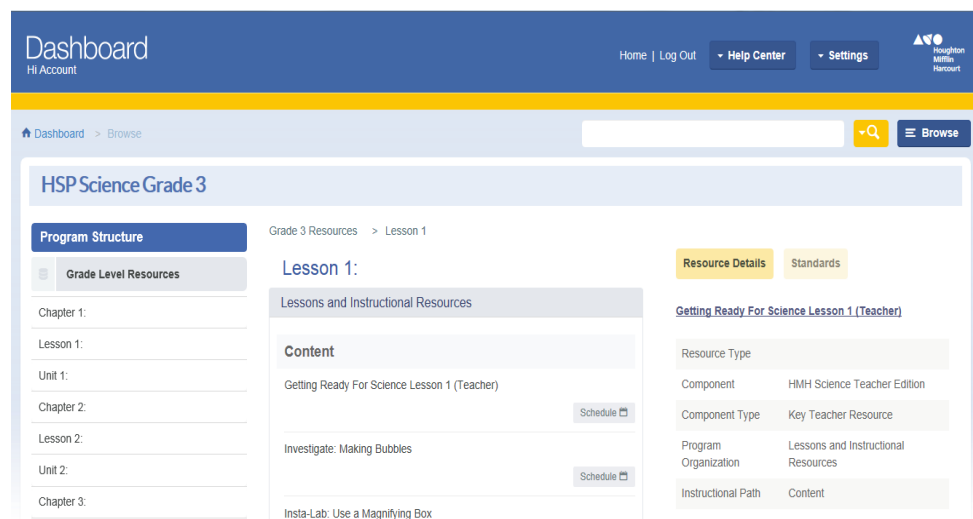 Dashboard
Hi Account
Home | Log Out
Help Center
Settings
Houghton
Mifflin
Harcourt
Dashboard > Browse
Browse
HSP Science Grade 3
Program Structure
Grade Level Resources
Chapter 1:
Lesson 1:
Unit 1:
Chapter 2:
Lesson 2:
Unit 2:
Chapter 3:
Grade 3 Resources > Lesson 1
Lesson 1:
Lessons and Instructional Resources
Content
Getting Ready For Science Lesson 1 (Teacher)
Schedule
Investigate: Making Bubbles
Schedule
Insta-Lab: Use a Magnifying Box
Resource Details
Standards
Getting Ready For Science Lesson 1 (Teacher)
Resource Type
Component HMH Science Teacher Edition
Component Type Key Teacher Resource
Program Lessons and Instructional
Organization Resources
Instructional Path Content